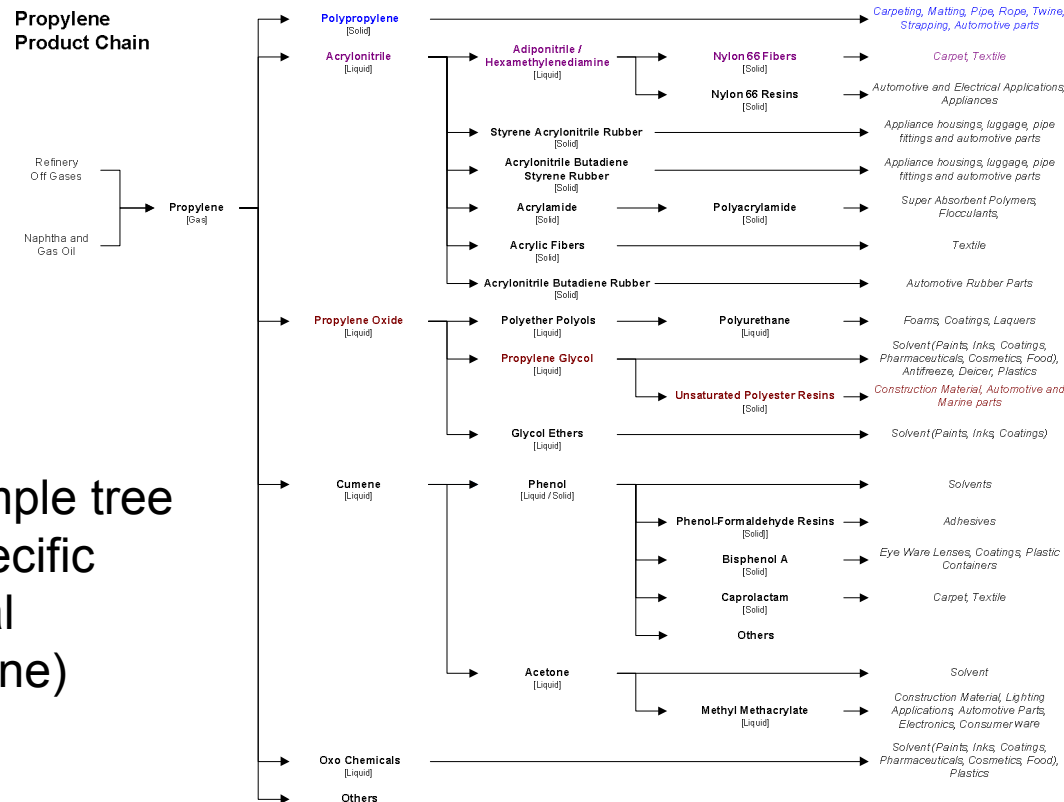 Propylene
Product Chain
Polypropylene
[Solid]
Carpeting, Matting, Pipe, Rope, Twine,
Strapping, Automotive parts
Acrylonitrile
[Liquid]
Adiponitrile /
Hexamethylenediamine
[Liquid]
Nylon 66 Fibers
[Solid]
Carpet, Textile
Nylon 66 Resins
[Solid]
Automotive and Electrical Applications,
Appliances
Styrene Acrylonitrile Rubber
[Solid]
Appliance housings, luggage, pipe
fittings and automotive parts
Acrylonitrile Butadiene
Styrene Rubber
[Solid]
Appliance housings, luggage, pipe
fittings and automotive parts
Refinery
Off Gases
Naphtha and
Gas Oil
Propylene
[Gas]
Acrylamide
[Solid]
Polyacrylamide
[Solid]
Super Absorbent Polymers,
Flocculants,
Acrylic Fibers
[Solid]
Textile
Acrylonitrile Butadiene Rubber
[Solid]
Automotive Rubber Parts
Propylene Oxide
[Liquid]
Polyether Polyols
[Liquid]
Polyurethane
[Liquid]
Foams, Coatings, Laquers
Propylene Glycol
[Liquid]
Solvent (Paints, Inks, Coatings,
Pharmaceuticals, Cosmetics, Food),
Antifreeze, Deicer, Plastics
Unsaturated Polyester Resins
[Solid]
Construction Material, Automotive and
Marine parts
Glycol Ethers
[Liquid]
Solvent (Paints, Inks, Coatings)
Cumene
[Liquid]
Phenol
[Liquid / Solid]
Solvents
Phenol-Formaldehyde Resins
[Solid]]
Adhesives
Bisphenol A
[Solid]
Eye Ware Lenses, Coatings, Plastic
Containers
Caprolactam
[Solid]
Carpet, Textile
Others
Acetone
[Liquid]
Solvent
Methyl Methacrylate
[Liquid]
Construction Material, Lighting
Applications, Automotive Parts,
Electronics, Consumer ware
Oxo Chemicals
[Liquid]
Solvent (Paints, Inks, Coatings,
Pharmaceuticals, Cosmetics, Food),
Plastics
Others
mple tree
ecific
al
ne)